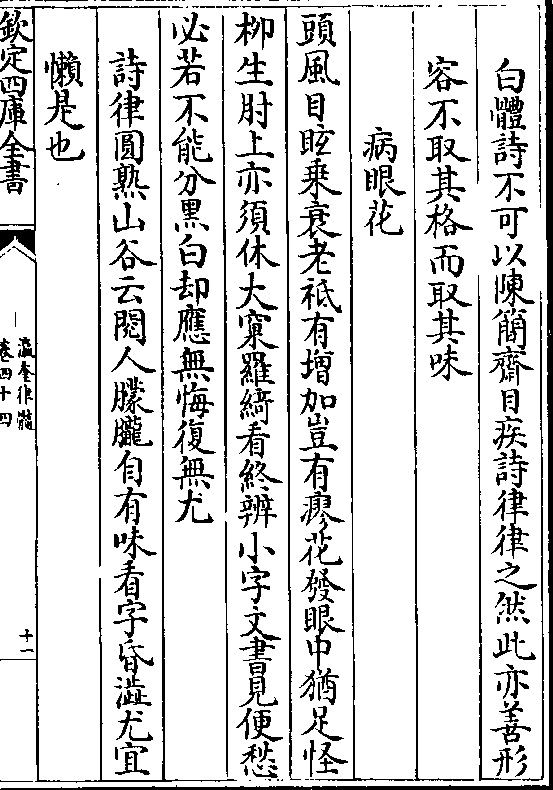 白體詩不可以陳簡齋目疾詩律律之然此亦善形
容不取其格而取其味
病眼花
頭風目眩乗衰老祗有增加豈有瘳花發眼中猶足怪
柳生肘上亦須休大窠羅綺看終辨小字文書見便愁
必若不能分黑白却應無悔復無尤
詩律圓熟山谷云閱人朦朧自有味看字昏澁尤宜
懶是也
欽定四庫全書
瀛奎律髓
卷四十四
十一